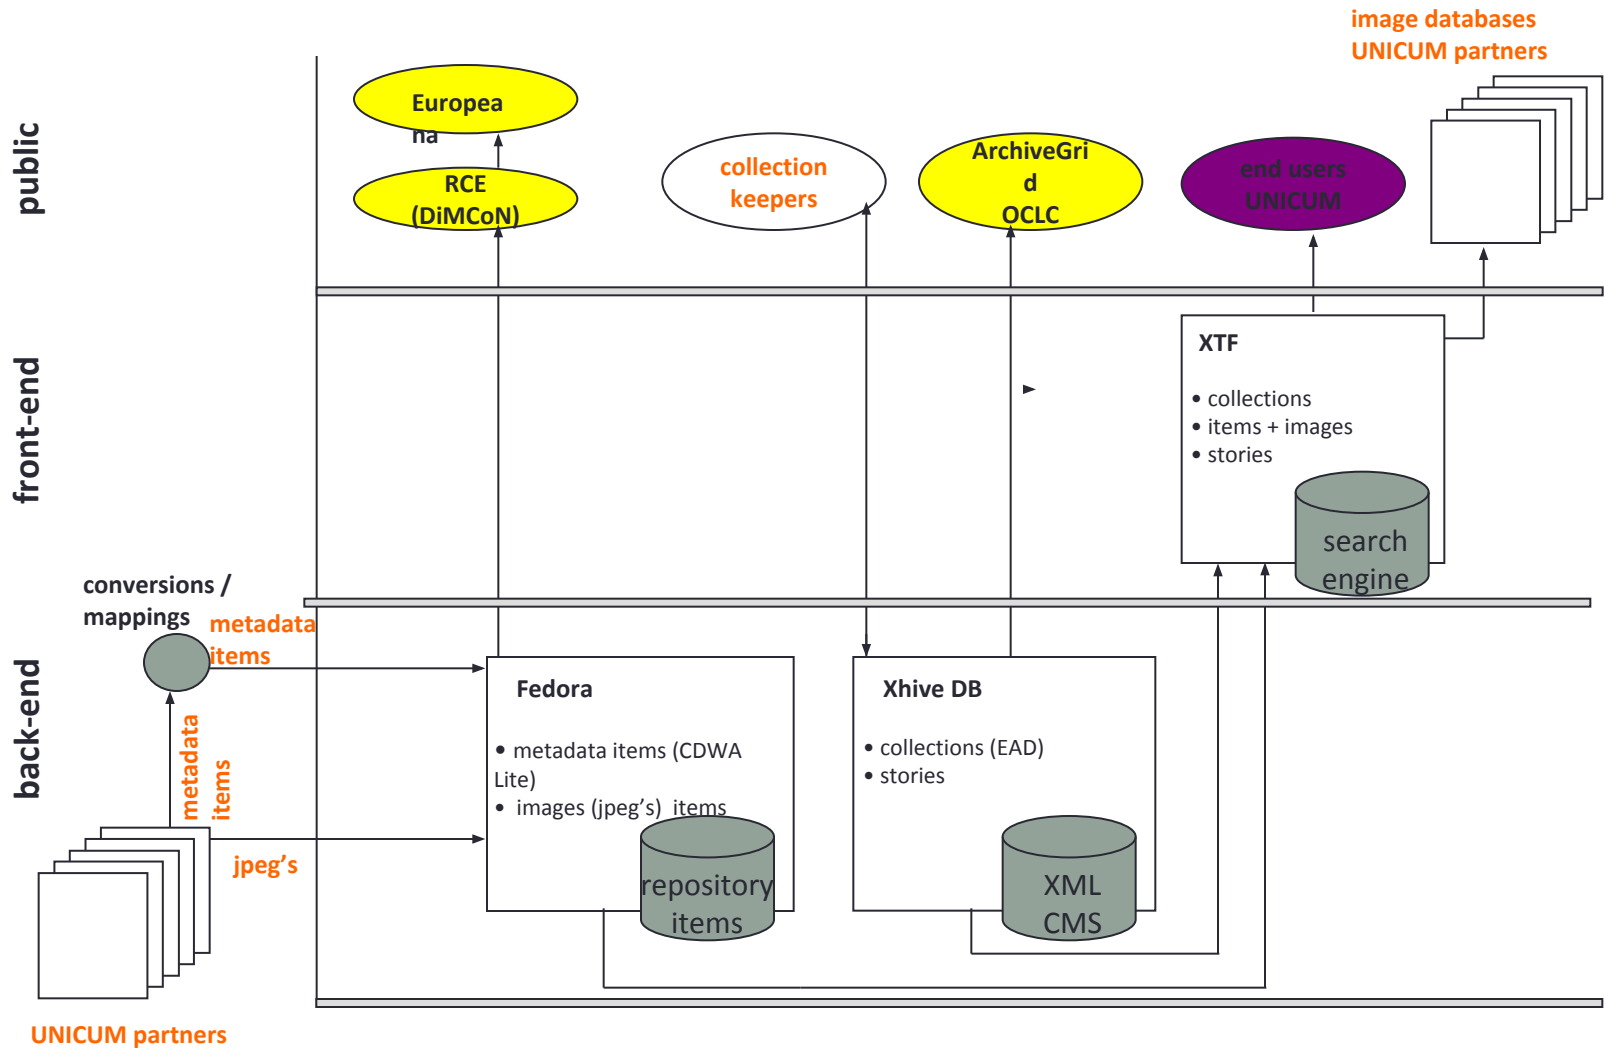 image databases
UNICUM partners
public
Europea
na
RCE
(DiMCoN)
collection
keepers
ArchiveGri
d
OCLC
end users
UNICUM
front-end
XTF
• collections
• items + images
• stories
search
engine
conversions /
mappings
metadata
items
back-end
metadata
items
jpeg's
UNICUM partners
Fedora
• metadata items (CDWA
Lite)
• images (jpeg's) items
repository
items
Xhive DB
• collections (EAD)
• stories
XML
CMS